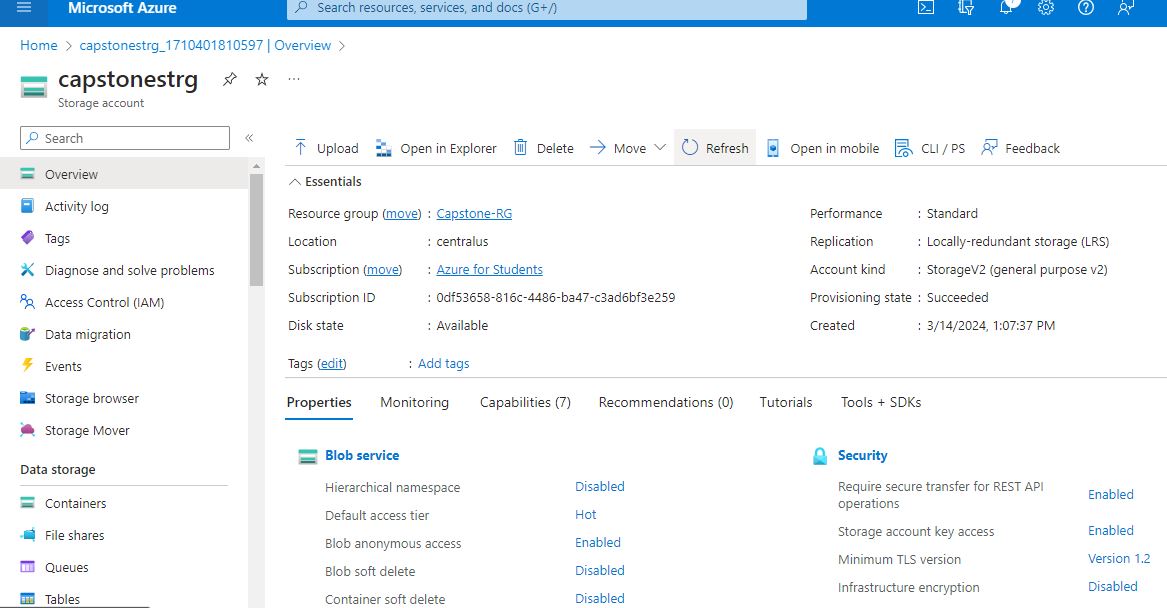 Microsoft Azure
Search resources, services, and docs (G+/)
Home > capstonestrg_1710401810597 | Overview >
capstonestrg
Storage account
Search
Upload
Open in Explorer
Delete
Move
Refresh
Open in mobile
CLI / PS
Feedback
Overview
Activity log
Tags
Diagnose and solve problems
Access Control (IAM)
Data migration
Events
Storage browser
Storage Mover
Data storage
Containers
File shares
Queues
Tables
Essentials
Resource group (move) : Capstone-RG
Location : centralus
Subscription (move) : Azure for Students
Subscription ID : 0df53658-816c-4486-ba47-c3ad6bf3e259
Disk state : Available
Performance : Standard
Replication : Locally-redundant storage (LRS)
Account kind : StorageV2 (general purpose v2)
Provisioning state : Succeeded
Created : 3/14/2024, 1:07:37 PM
Tags (edit) : Add tags
Properties
Monitoring
Capabilities (7)
Recommendations (0)
Tutorials
Tools + SDKs
Blob service
Hierarchical namespace Disabled
Default access tier Hot
Blob anonymous access Enabled
Blob soft delete Disabled
Container soft delete Disabled
Security
Require secure transfer for REST API
operations Enabled
Storage account key access Enabled
Minimum TLS version Version 1.2
Infrastructure encryption Disabled